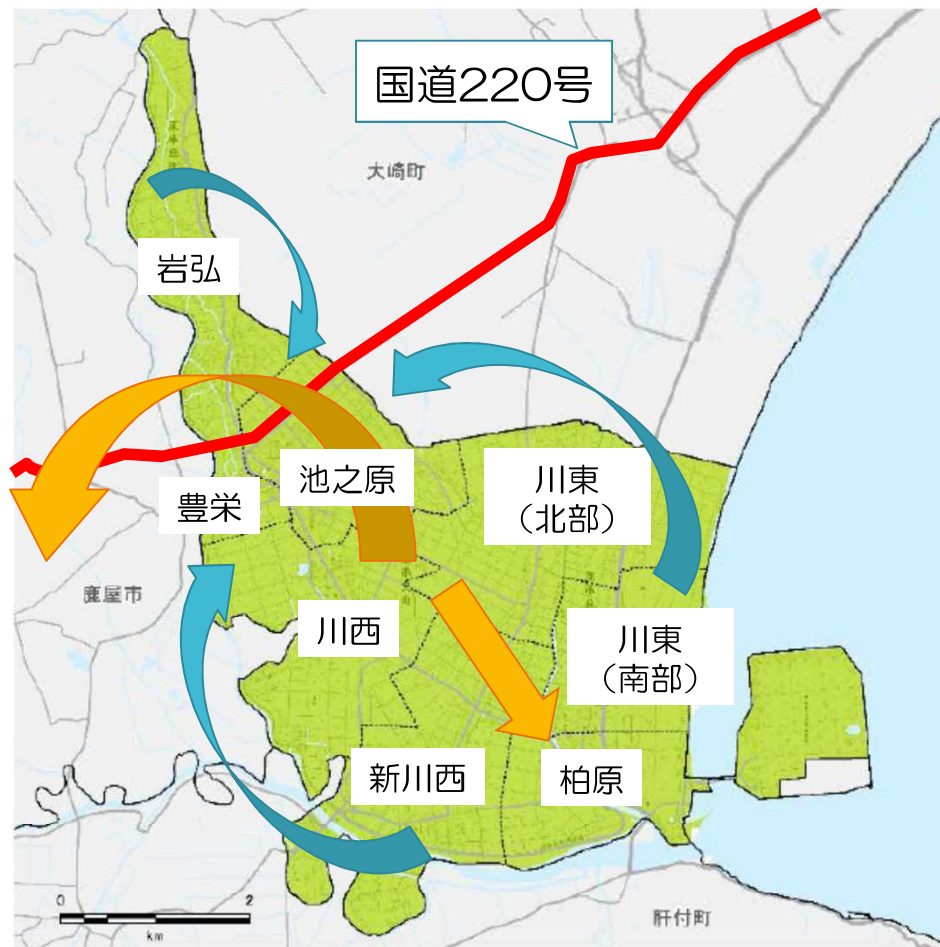 国道220号
大崎町
岩弘
池之原
川東
（北部）
豊栄
鹿屋市
川西
川東
（南部）
新川西
柏原
0 2
km
肝付町